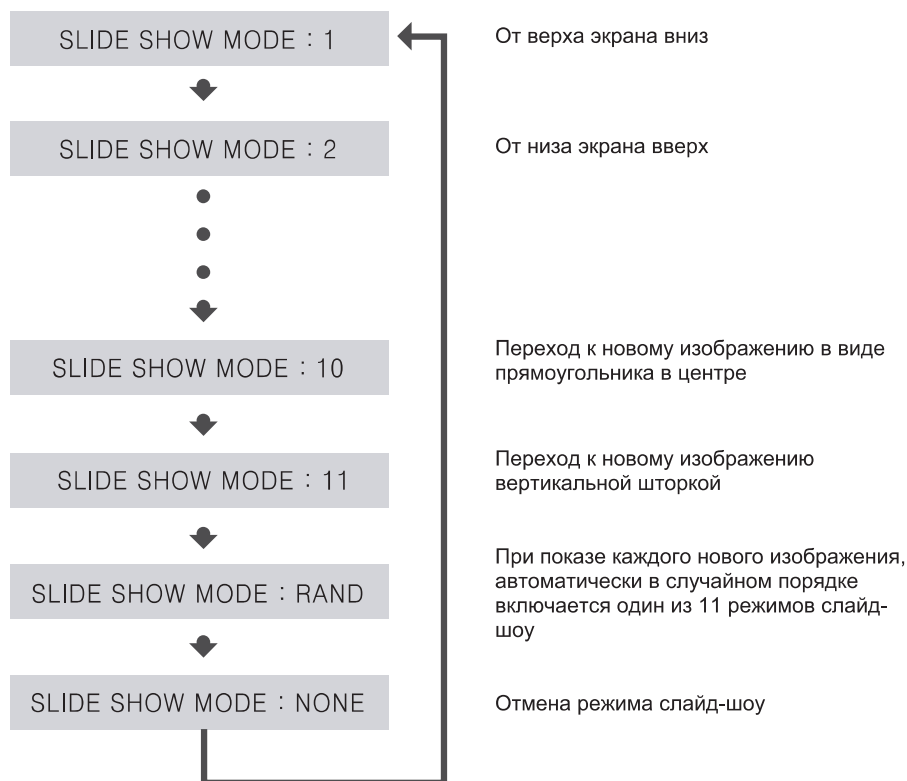 SLIDE SHOW MODE : 1
От верха экрана вниз
SLIDE SHOW MODE : 2
От низа экрана вверх
SLIDE SHOW MODE : 10
Переход к новому изображению в виде
прямоугольника в центре
SLIDE SHOW MODE : 11
Переход к новому изображению
вертикальной шторкой
SLIDE SHOW MODE : RAND
При показе каждого нового изображения,
автоматически в случайном порядке
включается один из 11 режимов слайд-
шоу
SLIDE SHOW MODE : NONE
Отмена режима слайд-шоу